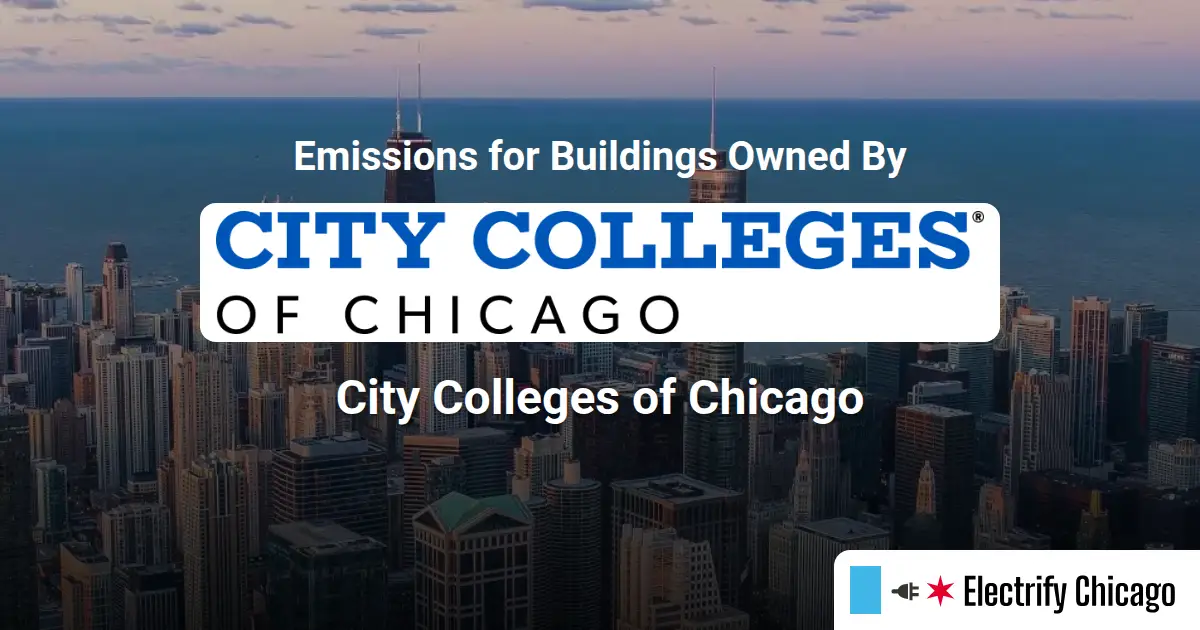 Emissions for Buildings Owned By
CITY COLLEGES®
OF CHICAGO
City Colleges of Chicago
Electrify Chicago